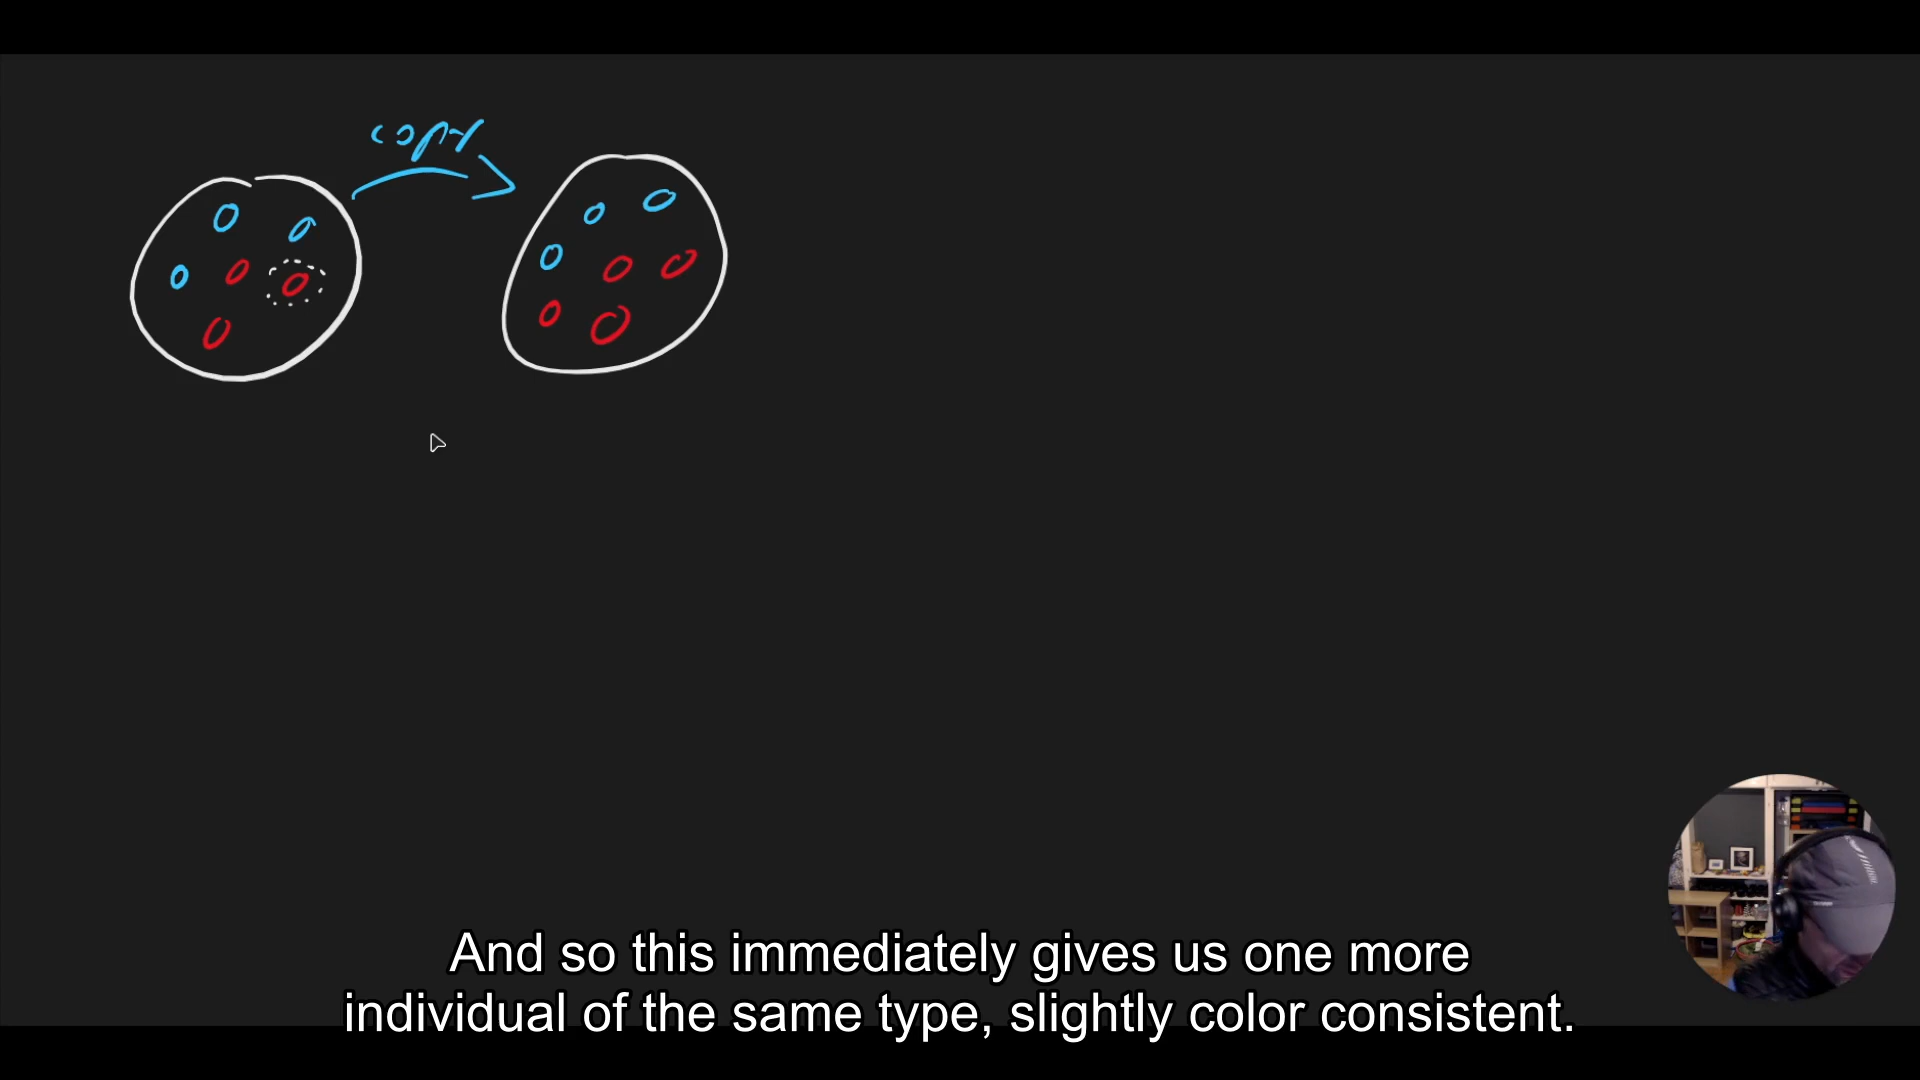 copy
And so this immediately gives us one more
individual of the same type, slightly color consistent.